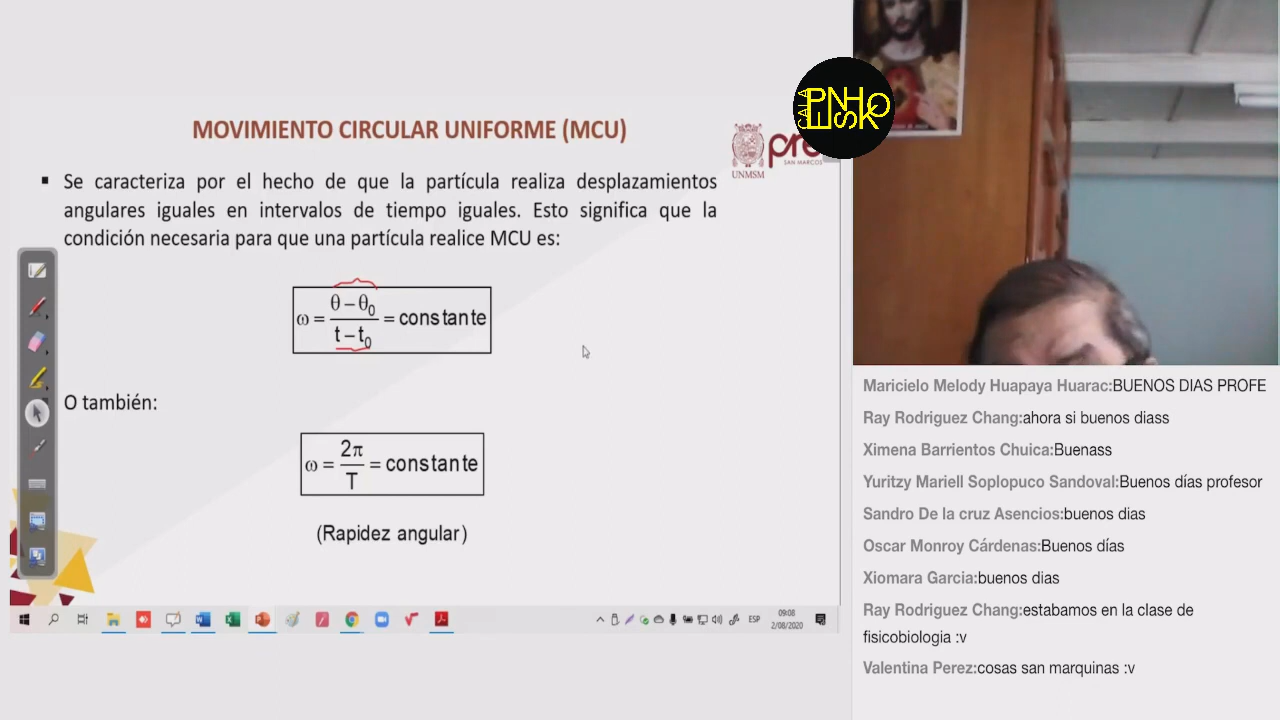 MOVIMIENTO CIRCULAR UNIFORME (MCU)
UNMSM
pre
SAN MARCOS
CALA
PNHO
ESK
▪ Se caracteriza por el hecho de que la partícula realiza desplazamientos
angulares iguales en intervalos de tiempo iguales. Esto significa que la
condición necesaria para que una partícula realice MCU es:
ω = (θ – θ₀)/(t – t₀) = constante
O también:
ω = 2π/T = constante
(Rapidez angular)
ESP
09:08
2/08/2020
Maricielo Melody Huapaya Huarac:BUENOS DIAS PROFE
Ray Rodriguez Chang:ahora si buenos diass
Ximena Barrientos Chuica:Buenass
Yuritzy Mariell Soplopuco Sandoval:Buenos días profesor
Sandro De la cruz Asencios:buenos dias
Oscar Monroy Cárdenas:Buenos días
Xiomara Garcia:buenos dias
Ray Rodriguez Chang:estabamos en la clase de
fisicobiologia :v
Valentina Perez:cosas san marquinas :v